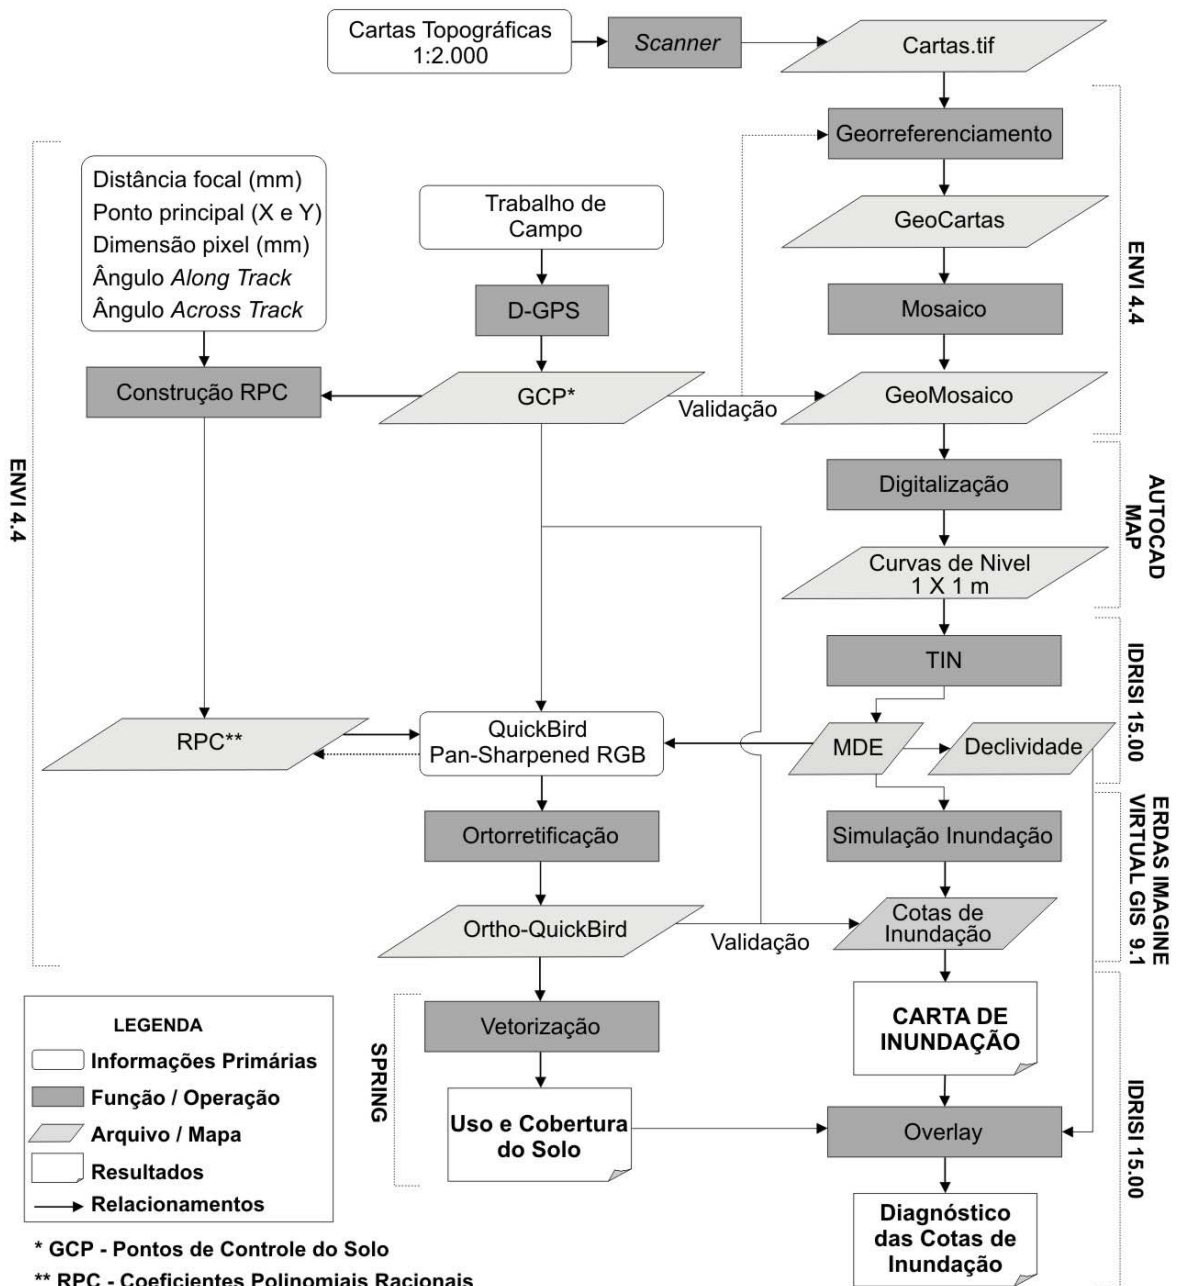 Cartas Topográficas
1:2.000
Scanner
Cartas.tif
Georreferenciamento
GeoCartas
Mosaico
GeoMosaico
ENVI 4.4
Distância focal (mm)
Ponto principal (X e Y)
Dimensão pixel (mm)
Ângulo Along Track
Ângulo Across Track
Construção RPC
Trabalho de
Campo
D-GPS
GCP*
Validação
ENVI 4.4
Digitalização
Curvas de Nivel
1 X 1 m
AUTOCAD
MAP
TIN
MDE
Declividade
IDRISI 15.00
RPC**
QuickBird
Pan-Sharpened RGB
Ortorretificação
Ortho-QuickBird
Validação
Simulação Inundação
Cotas de
Inundação
ERDAS IMAGINE
VIRTUAL GIS 9.1
Vetorização
SPRING
Uso e Cobertura
do Solo
CARTA DE
INUNDAÇÃO
Overlay
Diagnóstico
das Cotas de
Inundação
IDRISI 15.00
LEGENDA
Informações Primárias
Função / Operação
Arquivo / Mapa
Resultados
Relacionamentos
* GCP - Pontos de Controle do Solo
** RPC - Coeficientes Polinomiais Racionais